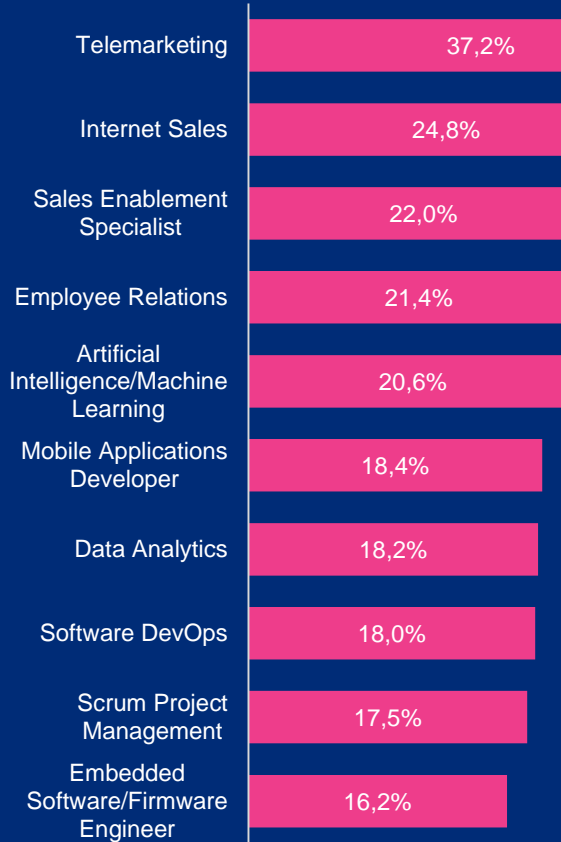 Telemarketing 37,2%
Internet Sales 24,8%
Sales Enablement
Specialist 22,0%
Employee Relations 21,4%
Artificial
Intelligence/Machine 20,6%
Learning
Mobile Applications
Developer 18,4%
Data Analytics 18,2%
Software DevOps 18,0%
Scrum Project
Management 17,5%
Embedded
Software/Firmware 16,2%
Engineer